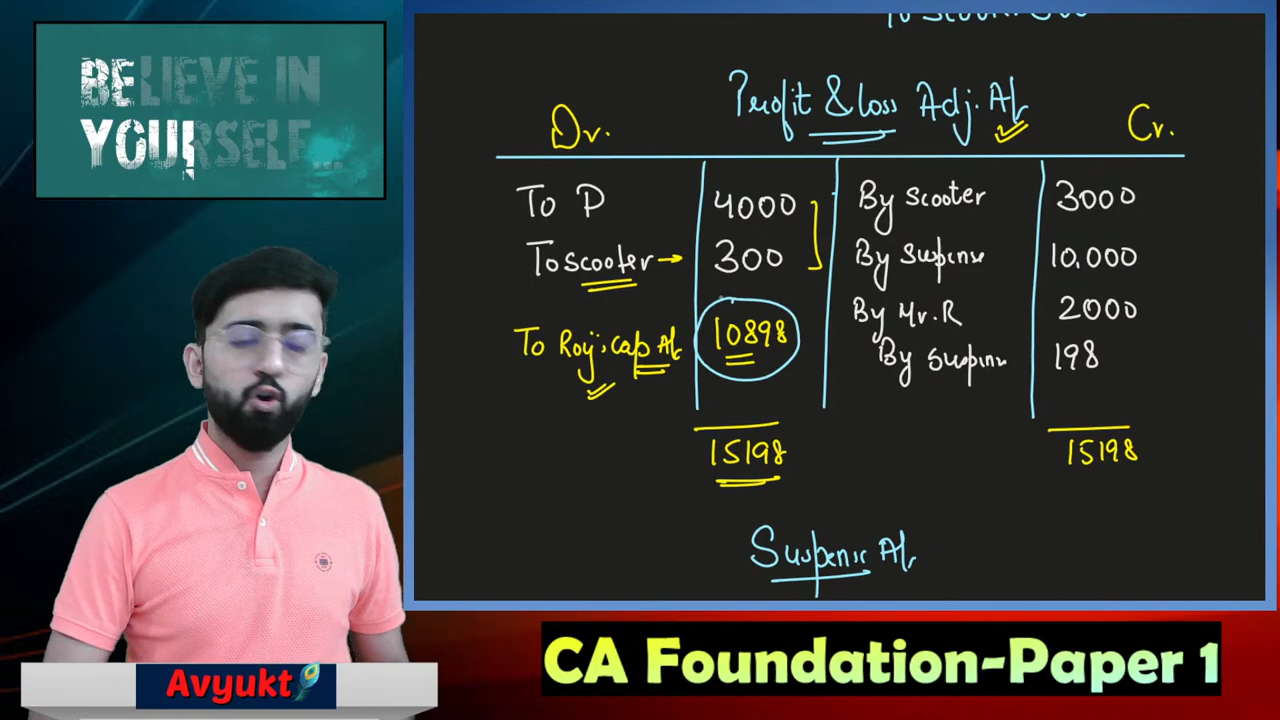 BELIEVE IN
YOURSELF
Profit & Loss Adj. A/c
Dr.
Cr.
To P 4000 By scooter 3000
To scooter → 300 By suspense 10,000
To Roy's cap A/c 10898 By Mr. R 2000
By suspense 198
15198 15198
Suspense A/c
CA Foundation-Paper 1
Avyukt